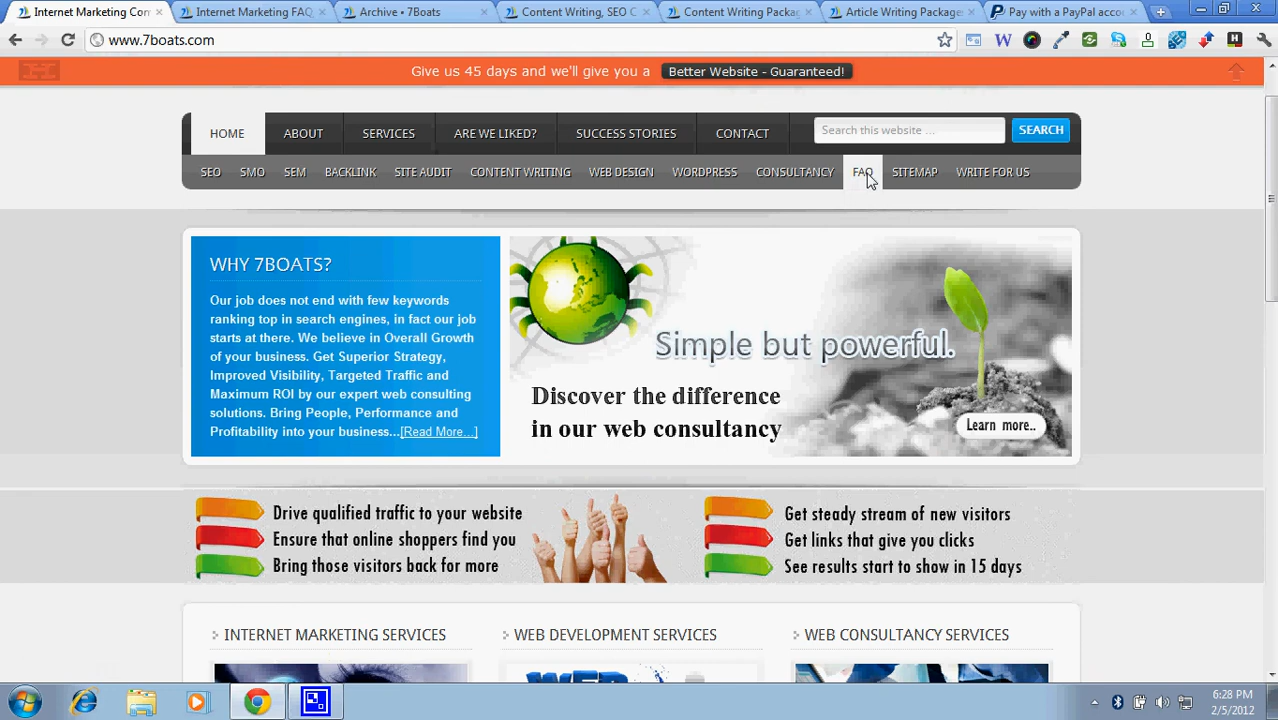 Internet Marketing Con
Internet Marketing FAQ
Archive • 7Boats
Content Writing, SEO C
Content Writing Packag
Article Writing Package
Pay with a PayPal accou
www.7boats.com
Give us 45 days and we'll give you a Better Website - Guaranteed!
HOME
ABOUT
SERVICES
ARE WE LIKED?
SUCCESS STORIES
CONTACT
Search this website ...
SEARCH
SEO
SMO
SEM
BACKLINK
SITE AUDIT
CONTENT WRITING
WEB DESIGN
WORDPRESS
CONSULTANCY
FAQ
SITEMAP
WRITE FOR US
WHY 7BOATS?
Our job does not end with few keywords
ranking top in search engines, in fact our job
starts at there. We believe in Overall Growth
of your business. Get Superior Strategy,
Improved Visibility, Targeted Traffic and
Maximum ROI by our expert web consulting
solutions. Bring People, Performance and
Profitability into your business...[Read More...]
Simple but powerful.
Discover the difference
in our web consultancy
Learn more..
Drive qualified traffic to your website
Ensure that online shoppers find you
Bring those visitors back for more
Get steady stream of new visitors
Get links that give you clicks
See results start to show in 15 days
INTERNET MARKETING SERVICES
WEB DEVELOPMENT SERVICES
WEB CONSULTANCY SERVICES
6:28 PM
2/5/2012